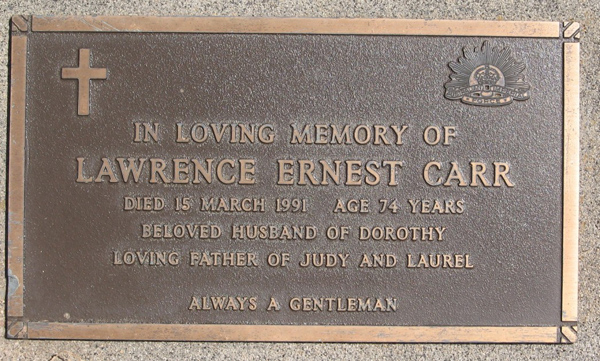 IN LOVING MEMORY OF
LAWRENCE ERNEST CARR
DIED 15 MARCH 1991 AGE 74 YEARS
BELOVED HUSBAND OF DOROTHY
LOVING FATHER OF JUDY AND LAUREL
ALWAYS A GENTLEMAN